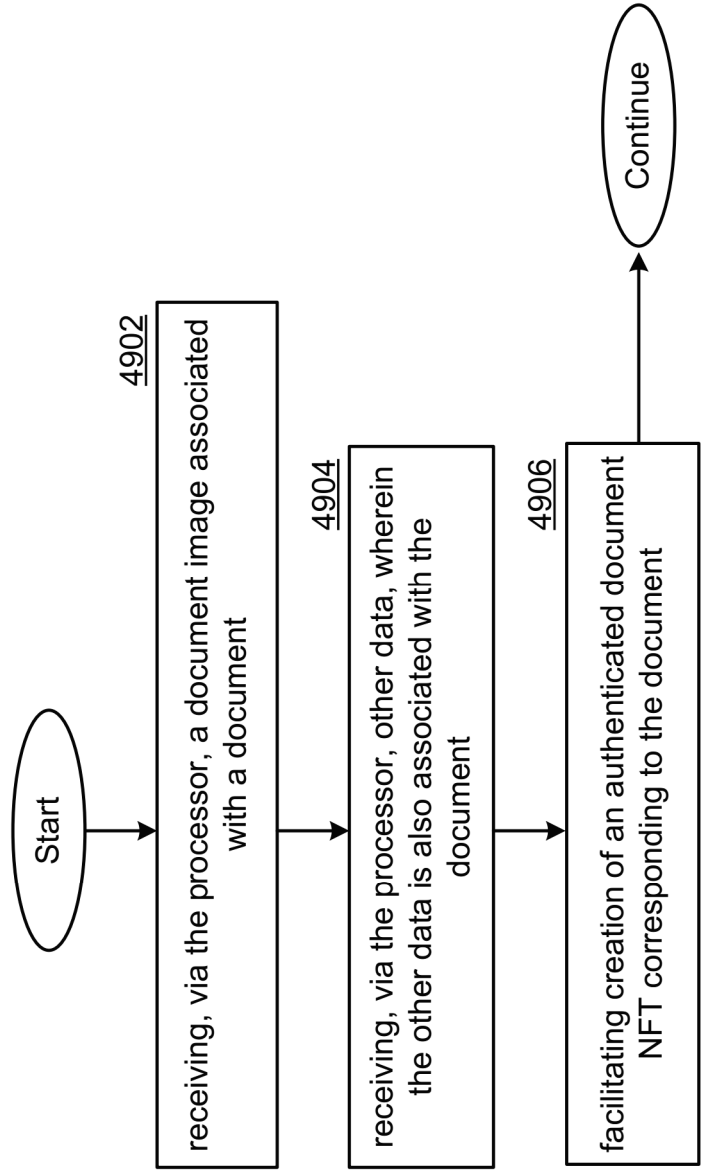 Start
4902
receiving, via the processor, a document image associated
with a document
4904
receiving, via the processor, other data, wherein
the other data is also associated with the
document
4906
facilitating creation of an authenticated document
NFT corresponding to the document
Continue